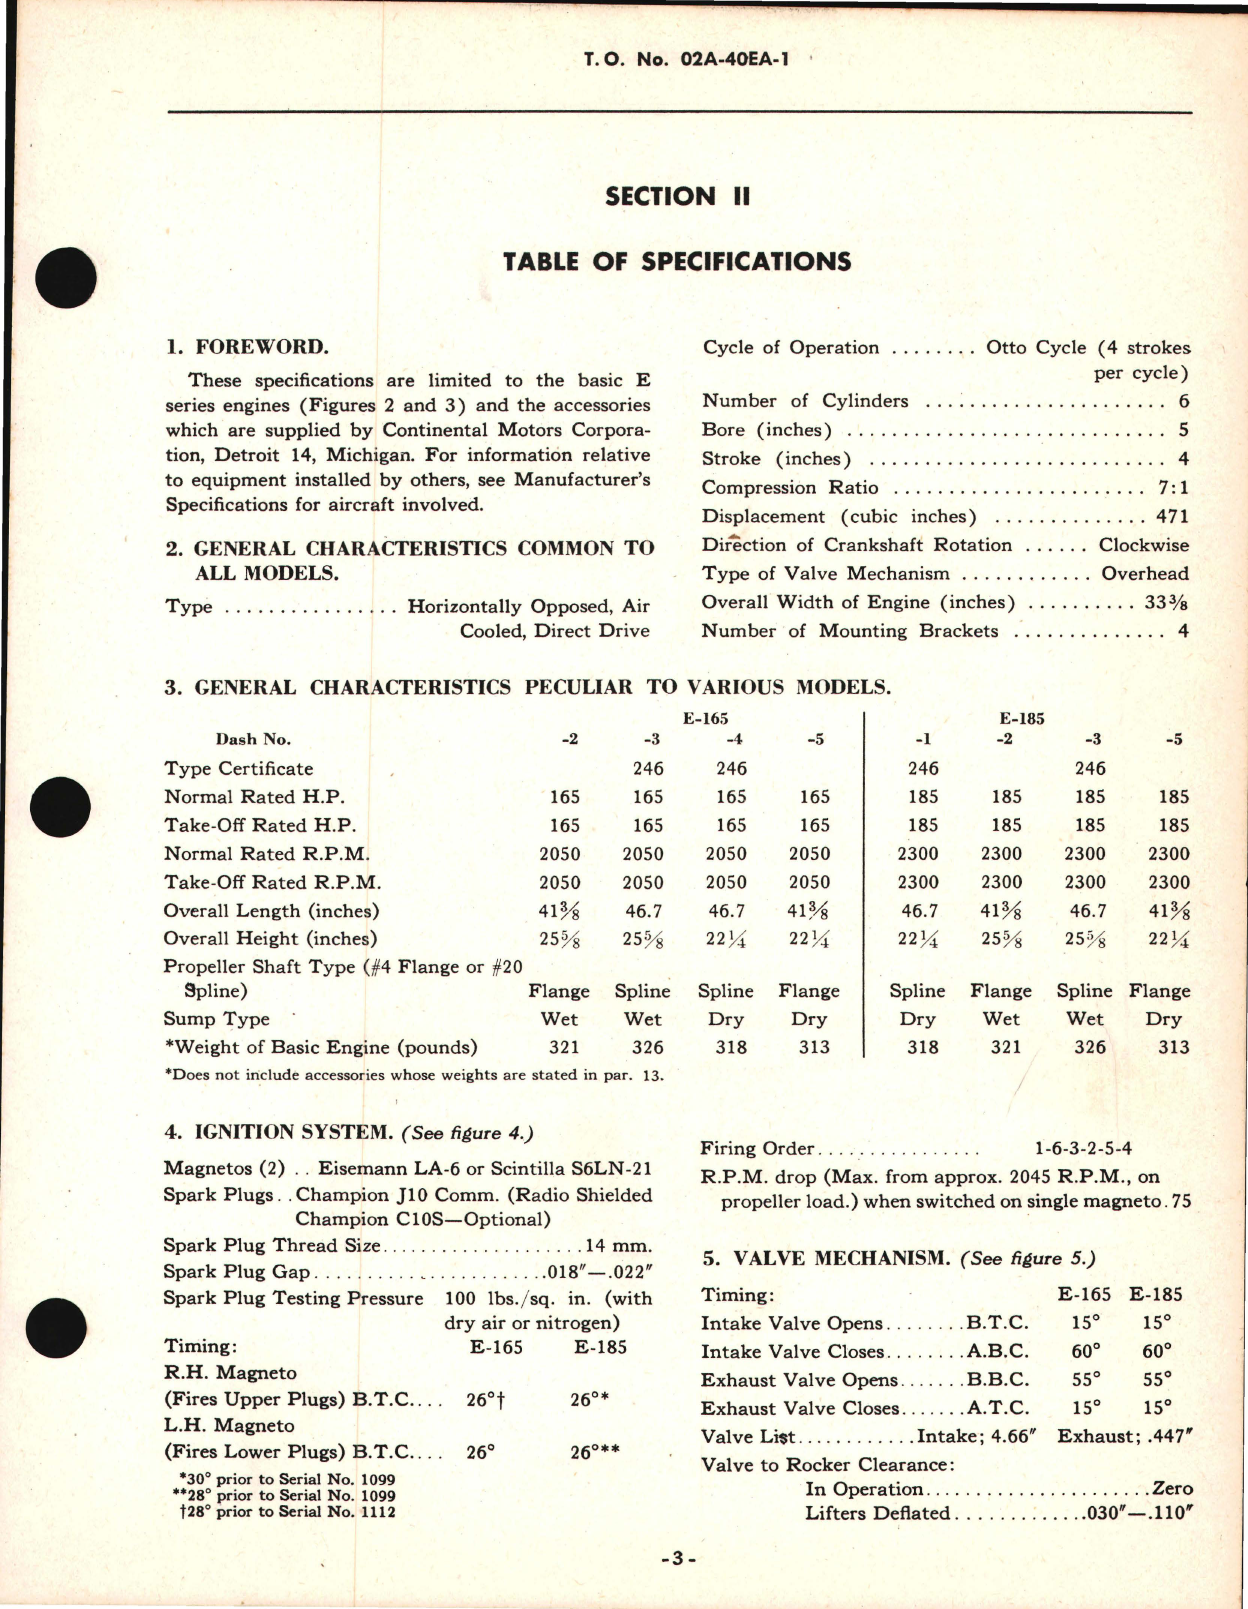 T. O. No. 02A-40EA-1
SECTION II
TABLE OF SPECIFICATIONS
1. FOREWORD.
These specifications are limited to the basic E
series engines (Figures 2 and 3) and the accessories
which are supplied by Continental Motors Corpora-
tion, Detroit 14, Michigan. For information relative
to equipment installed by others, see Manufacturer's
Specifications for aircraft involved.
2. GENERAL CHARACTERISTICS COMMON TO
ALL MODELS.
Type ................ Horizontally Opposed, Air
Cooled, Direct Drive
Cycle of Operation ........ Otto Cycle (4 strokes
per cycle)
Number of Cylinders ...................... 6
Bore (inches) ............................. 5
Stroke (inches) ........................... 4
Compression Ratio ....................... 7:1
Displacement (cubic inches) .............. 471
Direction of Crankshaft Rotation ...... Clockwise
Type of Valve Mechanism ............ Overhead
Overall Width of Engine (inches) .......... 33⅜
Number of Mounting Brackets .............. 4
3. GENERAL CHARACTERISTICS PECULIAR TO VARIOUS MODELS.
E-165 E-185
Dash No. -2 -3 -4 -5 -1 -2 -3 -5
Type Certificate 246 246 246 246
Normal Rated H.P. 165 165 165 165 185 185 185 185
Take-Off Rated H.P. 165 165 165 165 185 185 185 185
Normal Rated R.P.M. 2050 2050 2050 2050 2300 2300 2300 2300
Take-Off Rated R.P.M. 2050 2050 2050 2050 2300 2300 2300 2300
Overall Length (inches) 41⅜ 46.7 46.7 41⅜ 46.7 41⅜ 46.7 41⅜
Overall Height (inches) 25⅝ 25⅝ 22¼ 22¼ 22¼ 25⅝ 25⅝ 22¼
Propeller Shaft Type (#4 Flange or #20
Spline) Flange Spline Spline Flange Spline Flange Spline Flange
Sump Type Wet Wet Dry Dry Dry Wet Wet Dry
*Weight of Basic Engine (pounds) 321 326 318 313 318 321 326 313
*Does not include accessories whose weights are stated in par. 13.
4. IGNITION SYSTEM. (See figure 4.)
Magnetos (2) .. Eisemann LA-6 or Scintilla S6LN-21
Spark Plugs.. Champion J10 Comm. (Radio Shielded
Champion C10S—Optional)
Spark Plug Thread Size.....................14 mm.
Spark Plug Gap........................018"—.022"
Spark Plug Testing Pressure 100 lbs./sq. in. (with
dry air or nitrogen)
Timing: E-165 E-185
R.H. Magneto
(Fires Upper Plugs) B.T.C.... 26°† 26°*
L.H. Magneto
(Fires Lower Plugs) B.T.C.... 26° 26°**
*30° prior to Serial No. 1099
**28° prior to Serial No. 1099
†28° prior to Serial No. 1112
Firing Order................. 1-6-3-2-5-4
R.P.M. drop (Max. from approx. 2045 R.P.M., on
propeller load.) when switched on single magneto.75
5. VALVE MECHANISM. (See figure 5.)
Timing: E-165 E-185
Intake Valve Opens........B.T.C. 15° 15°
Intake Valve Closes........A.B.C. 60° 60°
Exhaust Valve Opens.......B.B.C. 55° 55°
Exhaust Valve Closes.......A.T.C. 15° 15°
Valve List............Intake; 4.66" Exhaust; .447"
Valve to Rocker Clearance:
In Operation.......................Zero
Lifters Deflated..............030"—.110"
-3-